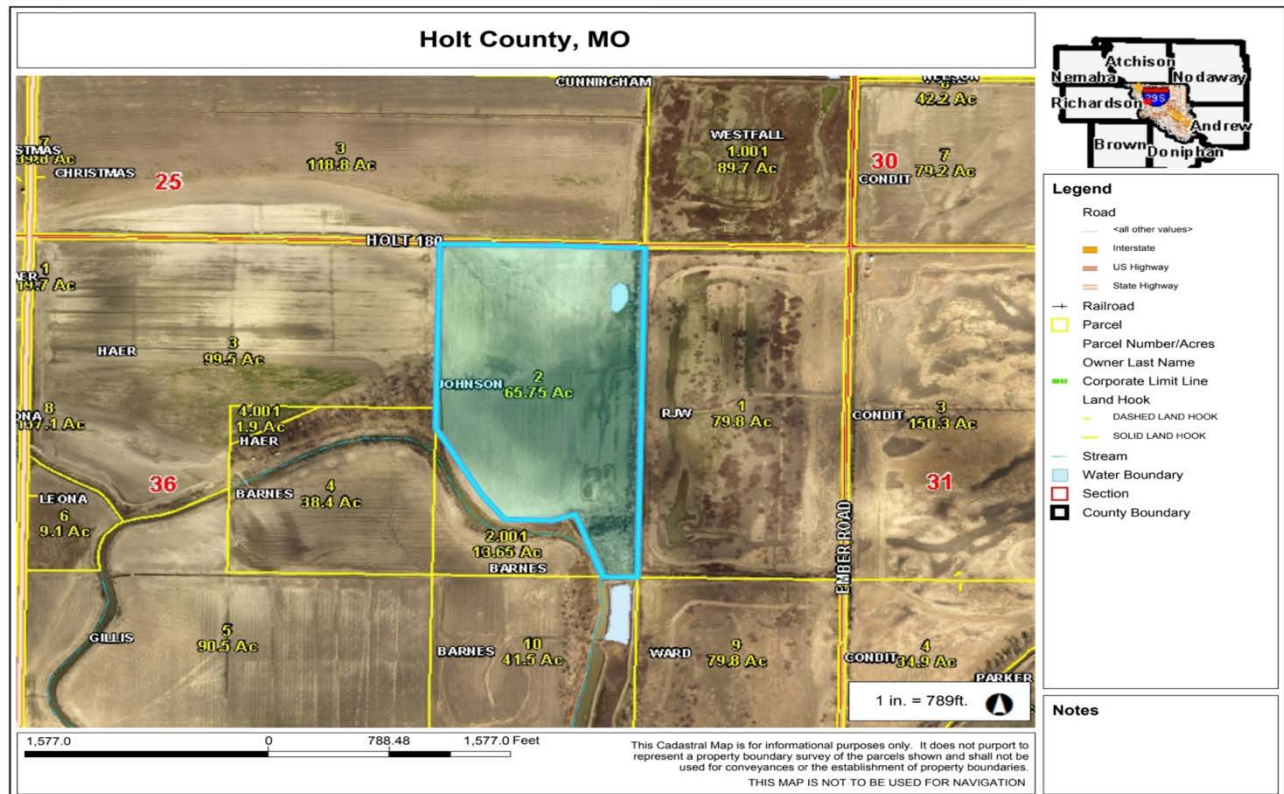 Holt County, MO
CUNNINGHAM
42.2 Ac
WESTFALL
1.001
89.7 Ac
30
7
CONDIT
79.2 Ac
3
118.8 Ac
CHRISTMAS
25
HOLT 180
1
HAER
3
99.5 Ac
JOHNSON
2
65.75 Ac
RJW
1
79.8 Ac
CONDIT
3
150.3 Ac
8
4.001
1.9 Ac
HAER
36
BARNES
4
38.4 Ac
31
LEONA
6
9.1 Ac
2.001
13.65 Ac
BARNES
EMBER ROAD
GILLIS
5
90.5 Ac
BARNES
10
41.5 Ac
WARD
9
79.8 Ac
CONDIT
4
34.9 Ac
PARKER
1 in. = 789ft.
1,577.0
0
788.48
1,577.0 Feet
This Cadastral Map is for informational purposes only. It does not purport to
represent a property boundary survey of the parcels shown and shall not be
used for conveyances or the establishment of property boundaries.
THIS MAP IS NOT TO BE USED FOR NAVIGATION
Atchison
Nemaha
Nodaway
Richardson
29S
Andrew
Brown
Doniphan
Legend
Road
<all other values>
Interstate
US Highway
State Highway
Railroad
Parcel
Parcel Number/Acres
Owner Last Name
Corporate Limit Line
Land Hook
DASHED LAND HOOK
SOLID LAND HOOK
Stream
Water Boundary
Section
County Boundary
Notes